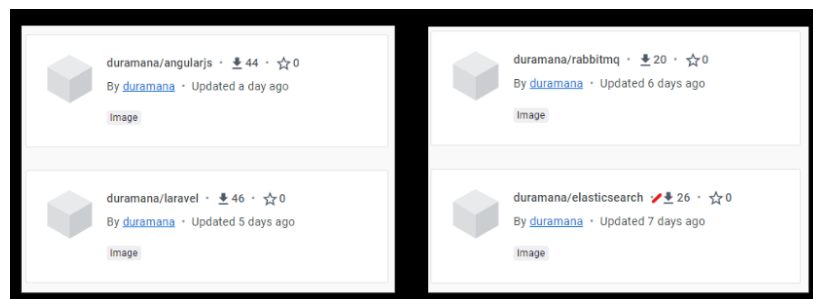 duramana/angularjs · 44 · 0
By duramana · Updated a day ago
Image
duramana/laravel · 46 · 0
By duramana · Updated 5 days ago
Image
duramana/rabbitmq · 20 · 0
By duramana · Updated 6 days ago
Image
duramana/elasticsearch · 26 · 0
By duramana · Updated 7 days ago
Image